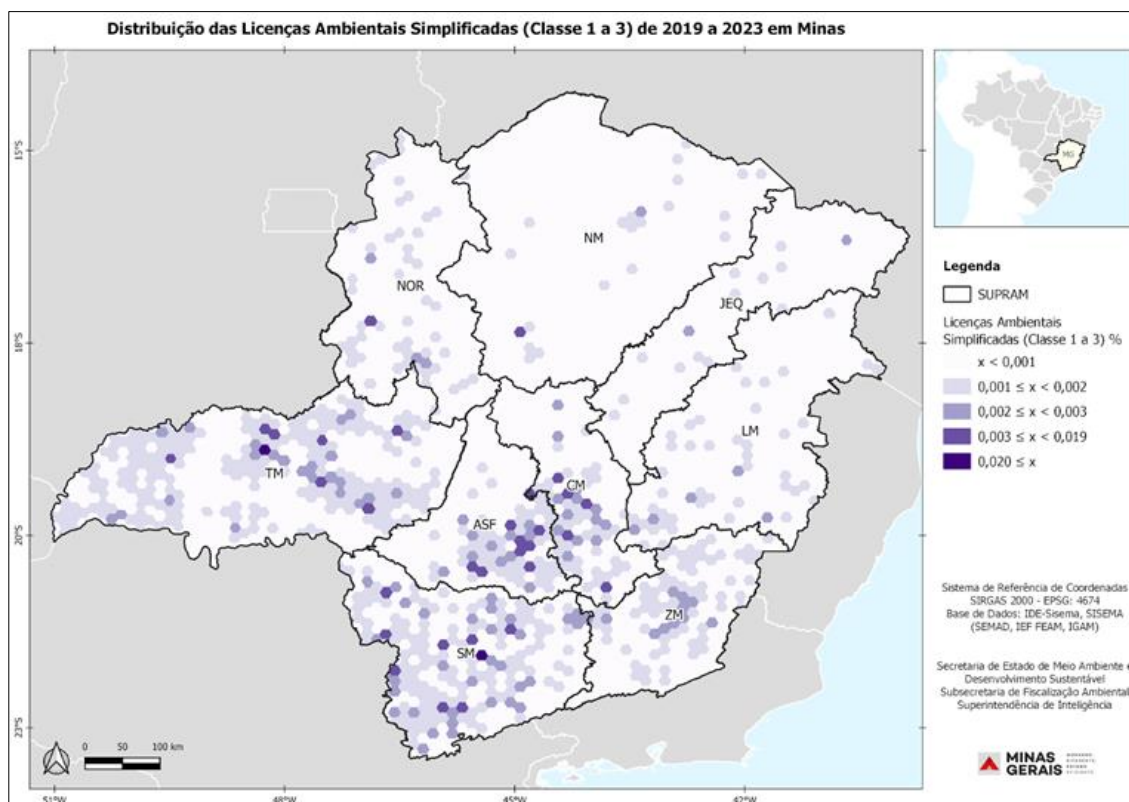 Distribuição das Licenças Ambientais Simplificadas (Classe 1 a 3) de 2019 a 2023 em Minas
15°S
18°S
20°S
23°S
51°W
48°W
45°W
42°W
NM
NOR
JEQ
LM
TM
CM
ASF
ZM
SM
0 50 100 km
MG
Legenda
SUPRAM
Licenças Ambientais
Simplificadas (Classe 1 a 3) %
x < 0,001
0,001 ≤ x < 0,002
0,002 ≤ x < 0,003
0,003 ≤ x < 0,019
0,020 ≤ x
Sistema de Referência de Coordenadas
SIRGAS 2000 - EPSG: 4674
Base de Dados: IDE-Sisema, SISEMA
(SEMAD, IEF FEAM, IGAM)
Secretaria de Estado de Meio Ambiente e
Desenvolvimento Sustentável
Subsecretaria de Fiscalização Ambiental
Superintendência de Inteligência
MINAS
GERAIS